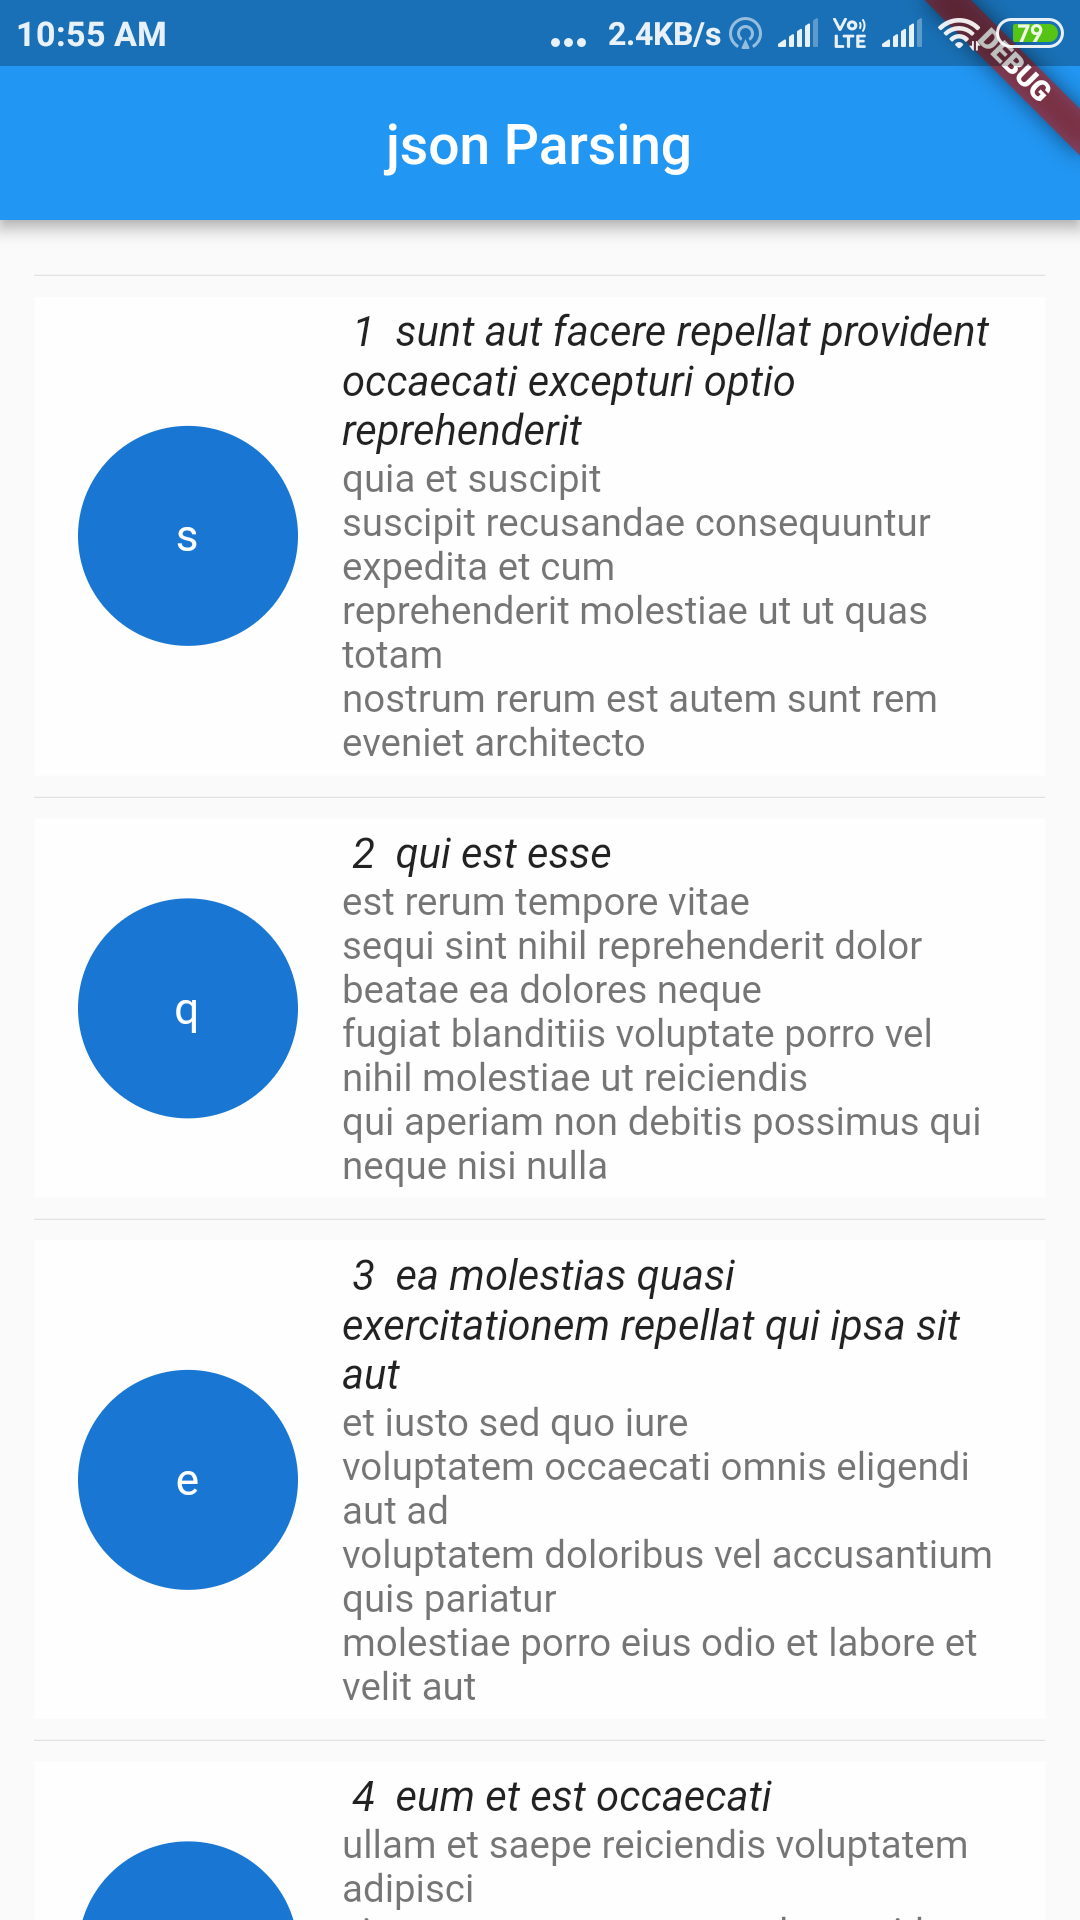 10:55 AM
... 2.4KB/s VoLTE 79
DEBUG
json Parsing
1 sunt aut facere repellat provident
occaecati excepturi optio
reprehenderit
s
quia et suscipit
suscipit recusandae consequuntur
expedita et cum
reprehenderit molestiae ut ut quas
totam
nostrum rerum est autem sunt rem
eveniet architecto
2 qui est esse
q
est rerum tempore vitae
sequi sint nihil reprehenderit dolor
beatae ea dolores neque
fugiat blanditiis voluptate porro vel
nihil molestiae ut reiciendis
qui aperiam non debitis possimus qui
neque nisi nulla
3 ea molestias quasi
exercitationem repellat qui ipsa sit
aut
e
et iusto sed quo iure
voluptatem occaecati omnis eligendi
aut ad
voluptatem doloribus vel accusantium
quis pariatur
molestiae porro eius odio et labore et
velit aut
4 eum et est occaecati
ullam et saepe reiciendis voluptatem
adipisci